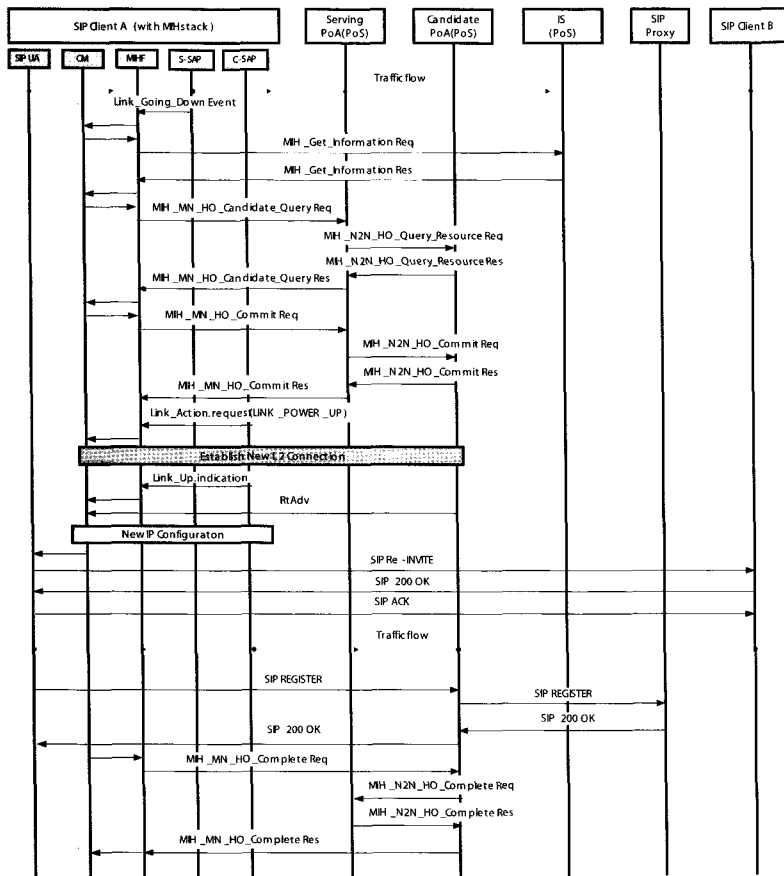 SIP Client A (with MIH stack)
Serving
PoA(PoS)
Candidate
PoA(PoS)
IS
(PoS)
SIP
Proxy
SIP Client B
SIP UA
CM
MIHF
S-SAP
C-SAP
Traffic flow
Link_Going_Down Event
MIH_Get_Information Req
MIH_Get_Information Res
MIH_MN_HO_Candidate_Query Req
MIH_N2N_HO_Query_Resource Req
MIH_N2N_HO_Query_Resource Res
MIH_MN_HO_Candidate_Query Res
MIH_MN_HO_Commit Req
MIH_N2N_HO_Commit Req
MIH_N2N_HO_Commit Res
MIH_MN_HO_Commit Res
Link_Action.request(LINK_POWER_UP)
Establish New L2 Connection
Link_Up.indication
RtAdv
New IP Configuraton
SIP Re-INVITE
SIP 200 OK
SIP ACK
Traffic flow
SIP REGISTER
SIP REGISTER
SIP 200 OK
SIP 200 OK
MIH_MN_HO_Complete Req
MIH_N2N_HO_Complete Req
MIH_N2N_HO_Complete Res
MIH_MN_HO_Complete Res